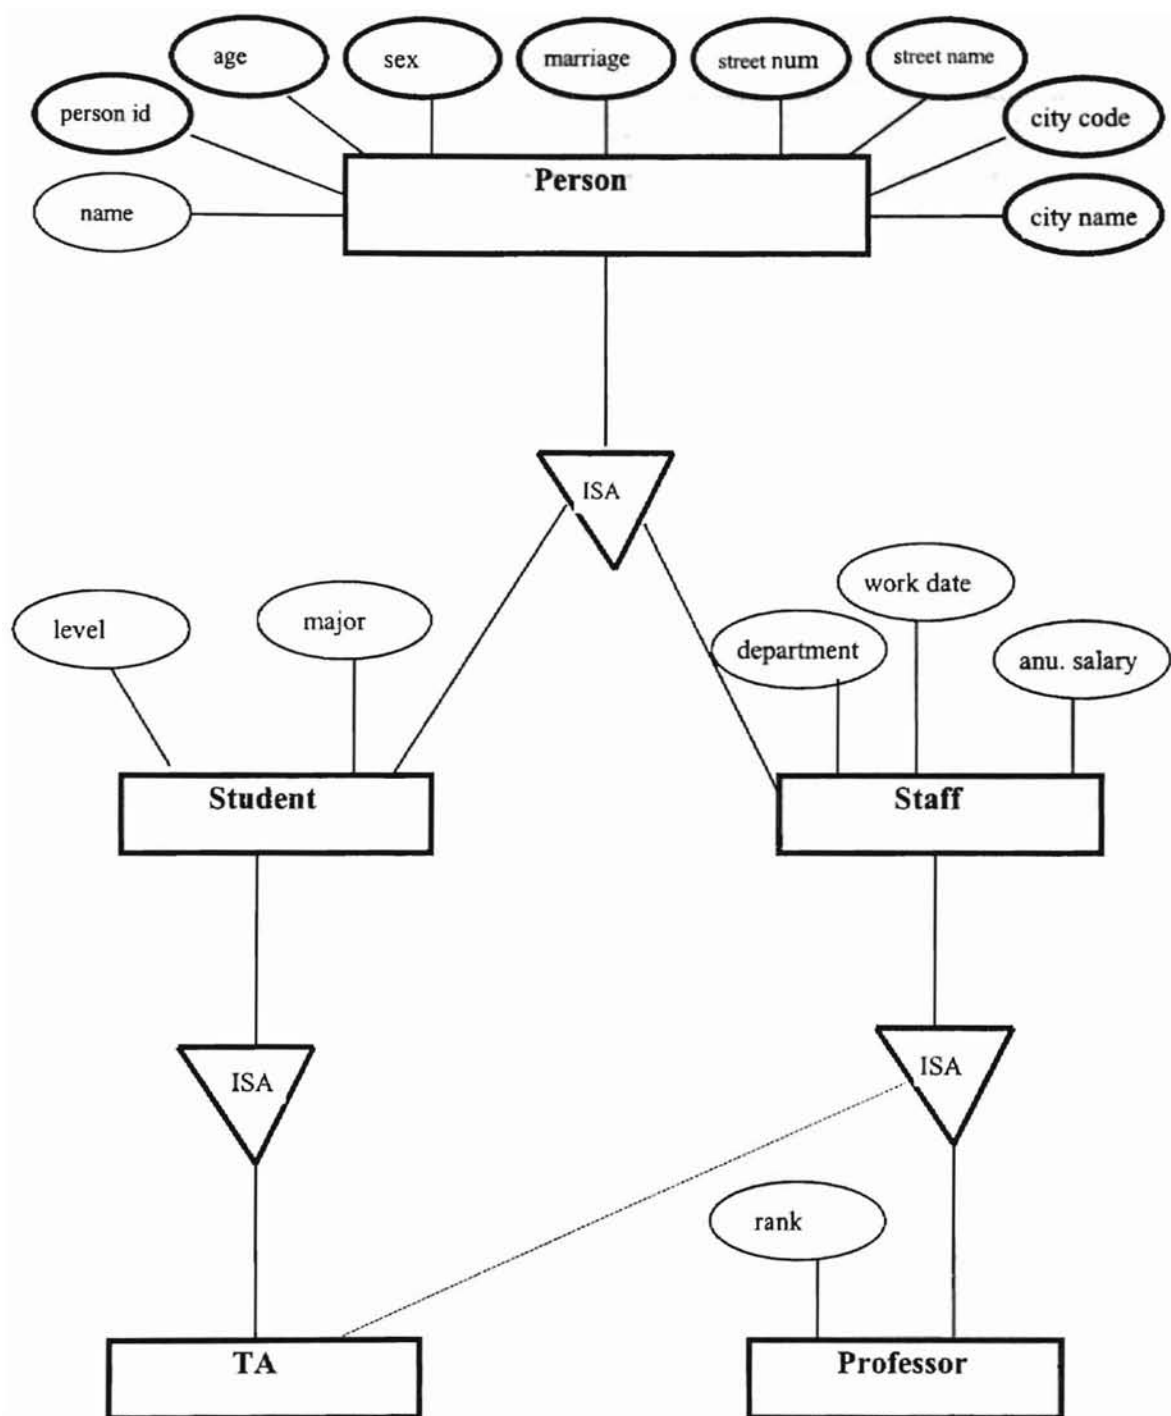 age
sex
marriage
street num
street name
person id
city code
Person
name
city name
ISA
work date
level
major
department
anu. salary
Student
Staff
ISA
ISA
rank
TA
Professor